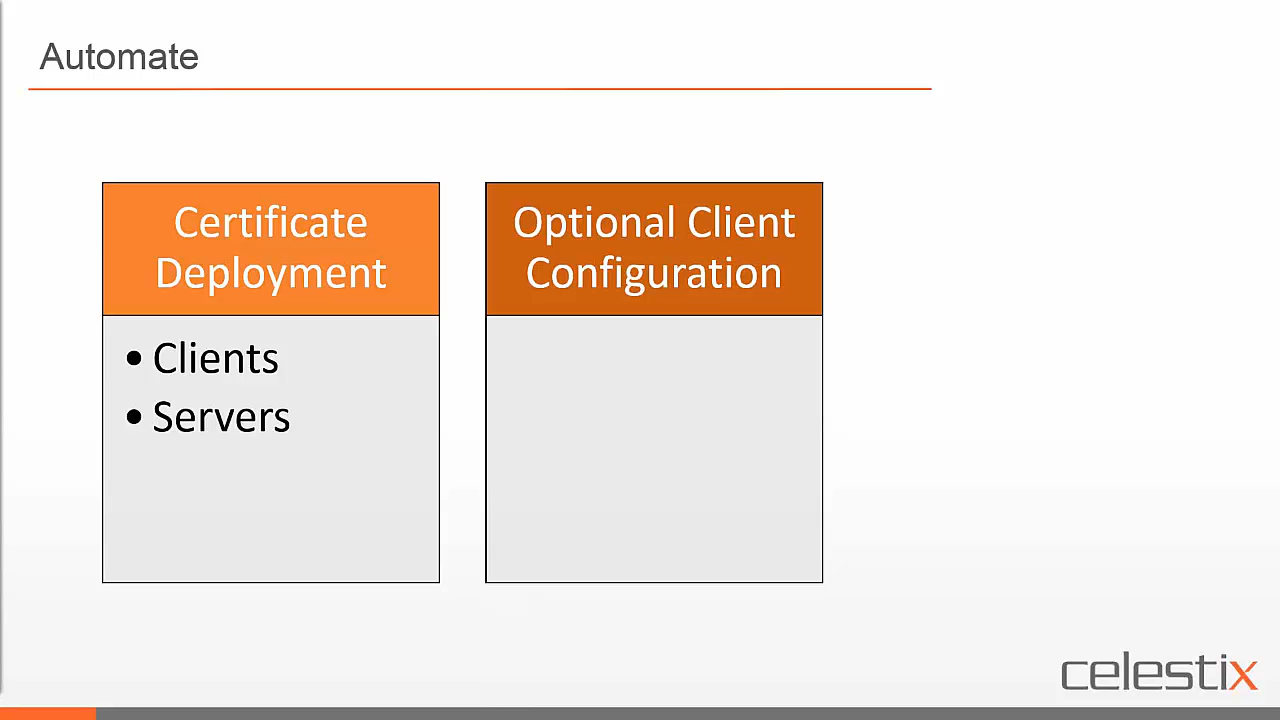 Automate
Certificate
Deployment
• Clients
• Servers
Optional Client
Configuration
celestix